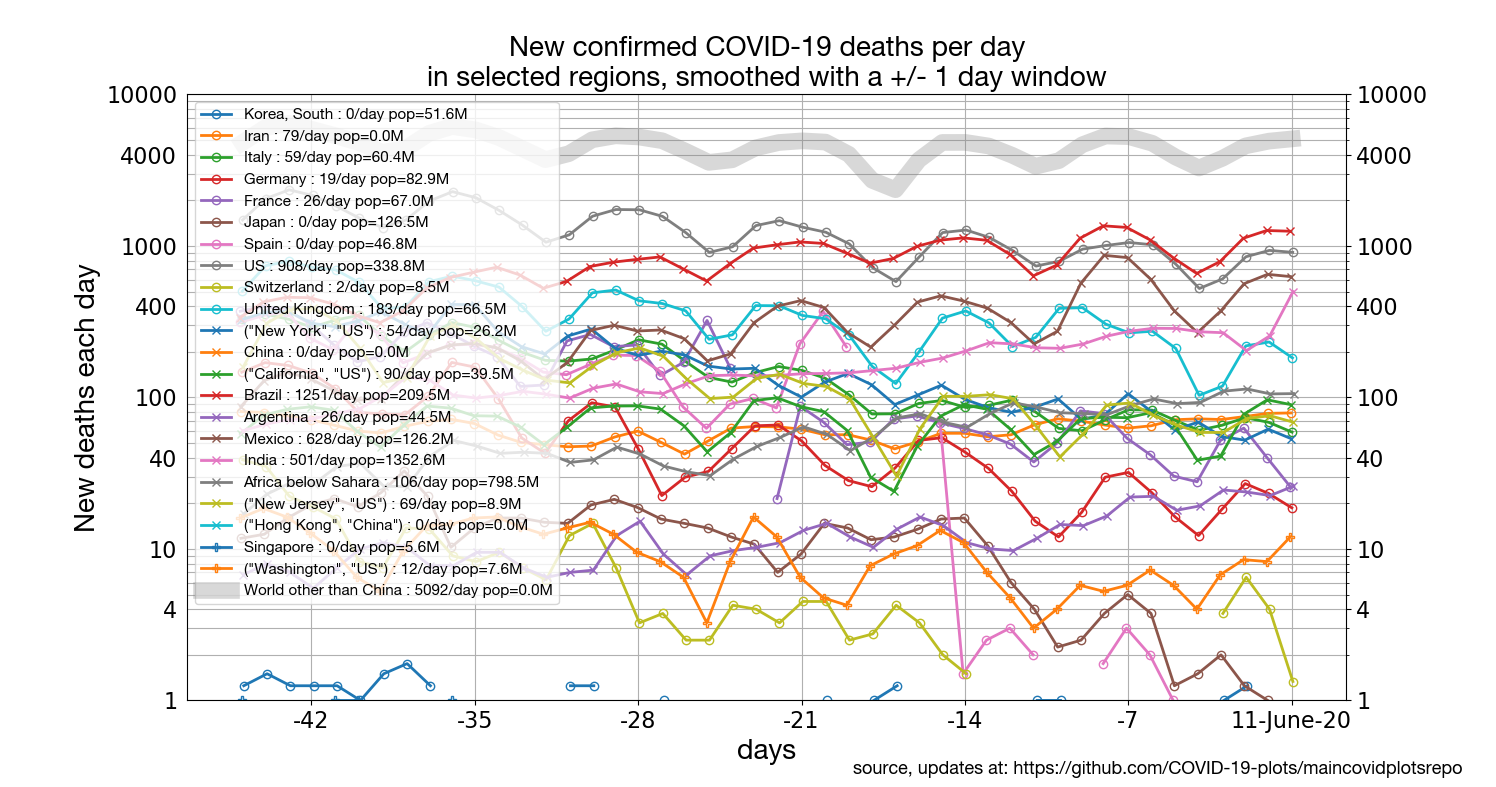 New confirmed COVID-19 deaths per day
in selected regions, smoothed with a +/- 1 day window
10000
4000
1000
400
100
40
10
4
1
New deaths each day
Korea, South : 0/day pop=51.6M
Iran : 79/day pop=0.0M
Italy : 59/day pop=60.4M
Germany : 19/day pop=82.9M
France : 26/day pop=67.0M
Japan : 0/day pop=126.5M
Spain : 0/day pop=46.8M
US : 908/day pop=338.8M
Switzerland : 2/day pop=8.5M
United Kingdom : 183/day pop=66.5M
("New York", "US") : 54/day pop=26.2M
China : 0/day pop=0.0M
("California", "US") : 90/day pop=39.5M
Brazil : 1251/day pop=209.5M
Argentina : 26/day pop=44.5M
Mexico : 628/day pop=126.2M
India : 501/day pop=1352.6M
Africa below Sahara : 106/day pop=798.5M
("New Jersey", "US") : 69/day pop=8.9M
("Hong Kong", "China") : 0/day pop=0.0M
Singapore : 0/day pop=5.6M
("Washington", "US") : 12/day pop=7.6M
World other than China : 5092/day pop=0.0M
10000
4000
1000
400
100
40
10
4
1
-42 -35 -28 -21 -14 -7 11-June-20
days
source, updates at: https://github.com/COVID-19-plots/maincovidplotsrepo